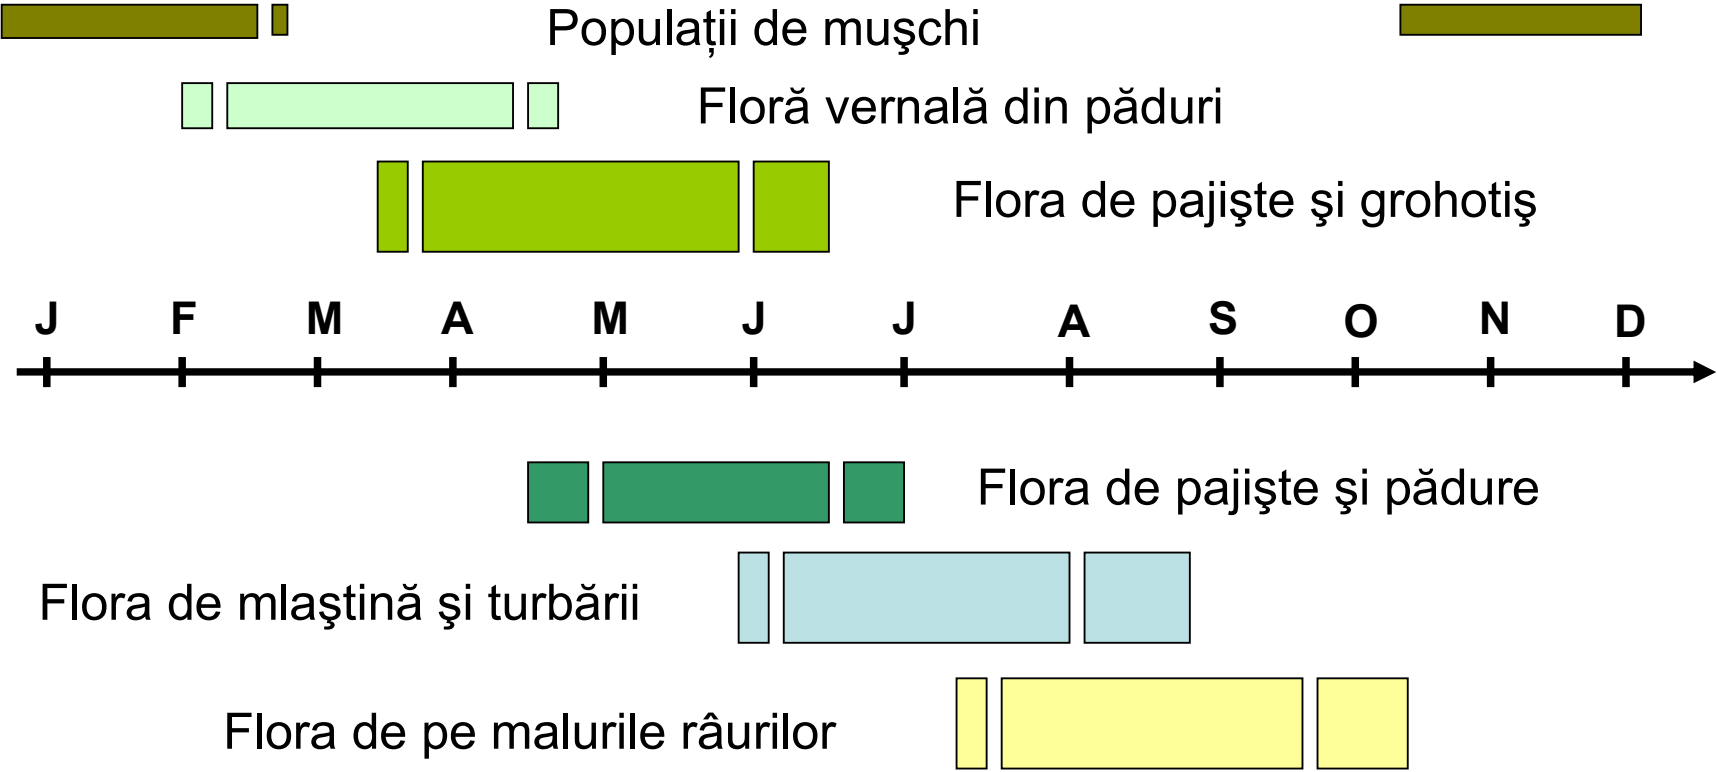 Populații de muşchi
Floră vernală din păduri
Flora de pajişte şi grohotiş
J F M A M J J A S O N D
Flora de pajişte şi pădure
Flora de mlaştină şi turbării
Flora de pe malurile râurilor